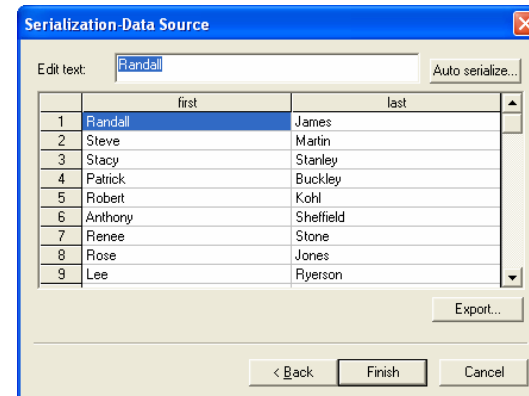 Serialization-Data Source
Edit text: Randall Auto serialize...
first last
1 Randall James
2 Steve Martin
3 Stacy Stanley
4 Patrick Buckley
5 Robert Kohl
6 Anthony Sheffield
7 Renee Stone
8 Rose Jones
9 Lee Ryerson
Export...
< Back Finish Cancel